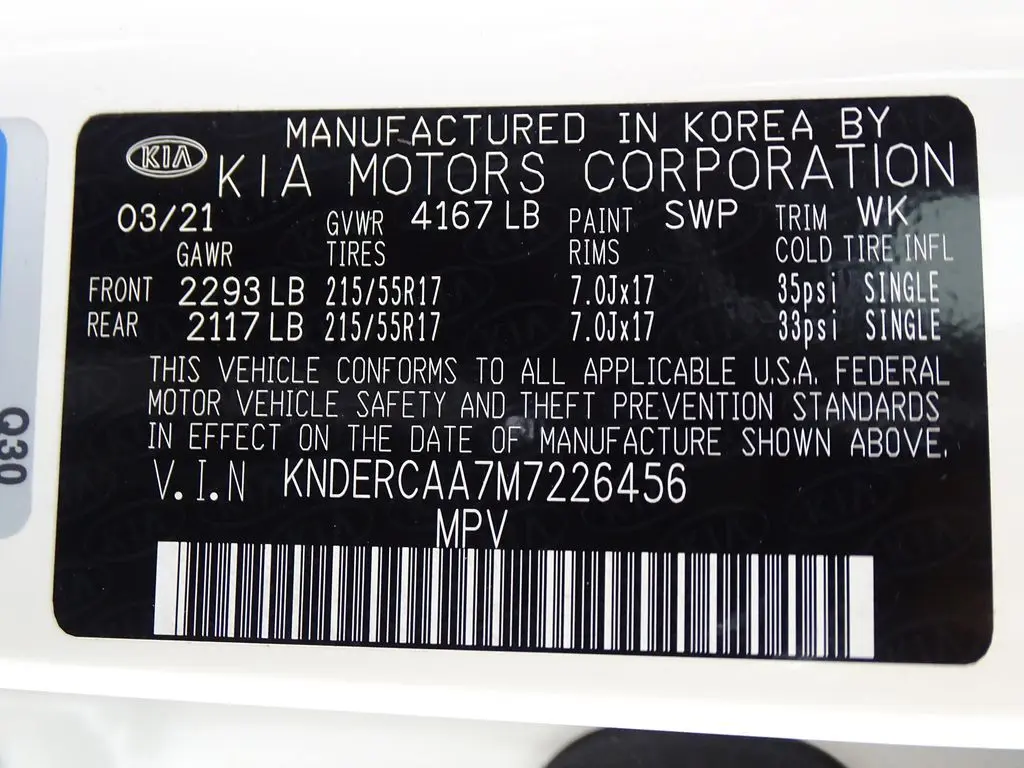 MANUFACTURED IN KOREA BY
KIA KIA MOTORS CORPORATION
03/21 GVWR 4167 LB PAINT SWP TRIM WK
GAWR TIRES RIMS COLD TIRE INFL
FRONT 2293 LB 215/55R17 7.0Jx17 35psi SINGLE
REAR 2117 LB 215/55R17 7.0Jx17 33psi SINGLE
THIS VEHICLE CONFORMS TO ALL APPLICABLE U.S.A. FEDERAL
MOTOR VEHICLE SAFETY AND THEFT PREVENTION STANDARDS
IN EFFECT ON THE DATE OF MANUFACTURE SHOWN ABOVE.
V.I.N KNDERCAA7M7226456
MPV
Q30